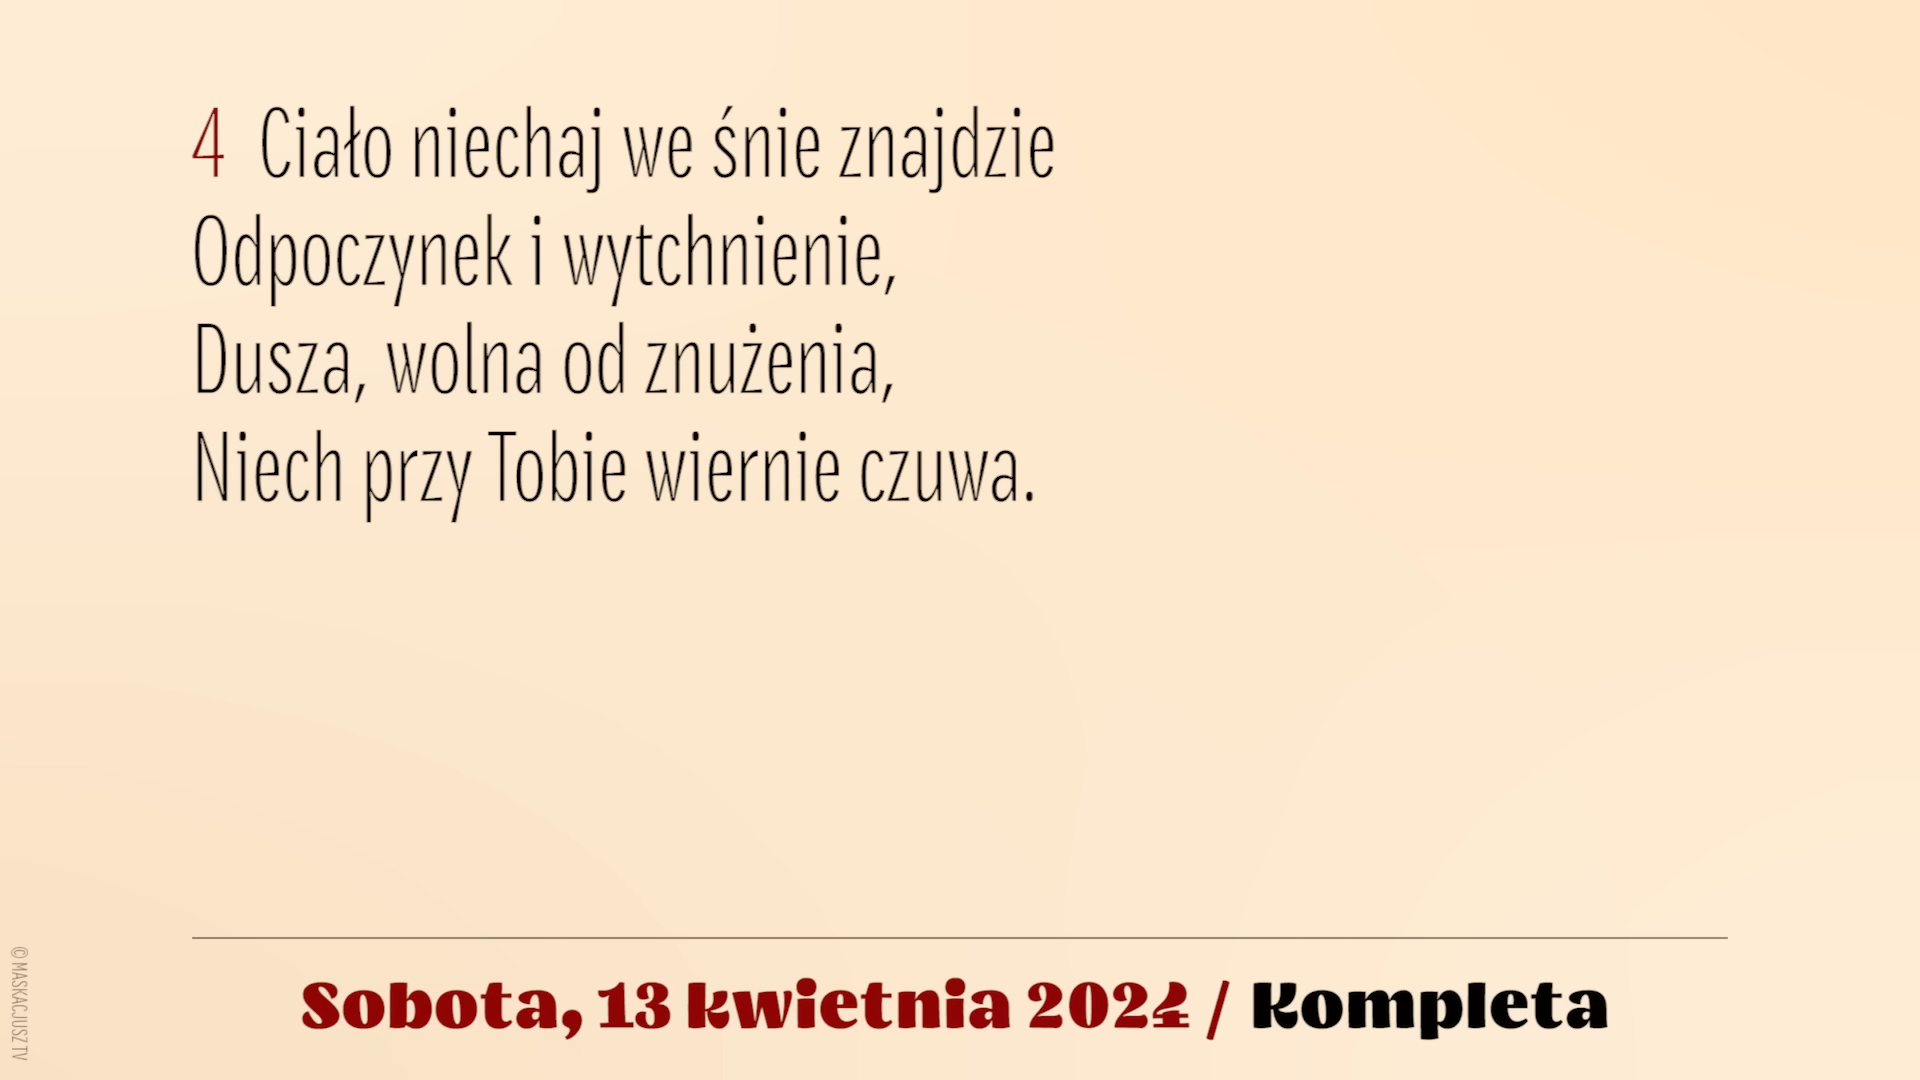 4 Ciało niechaj we śnie znajdzie
Odpoczynek i wytchnienie,
Dusza, wolna od znużenia,
Niech przy Tobie wiernie czuwa.
Sobota, 13 kwietnia 2024 / Kompleta
© MASKACJUSZ TV